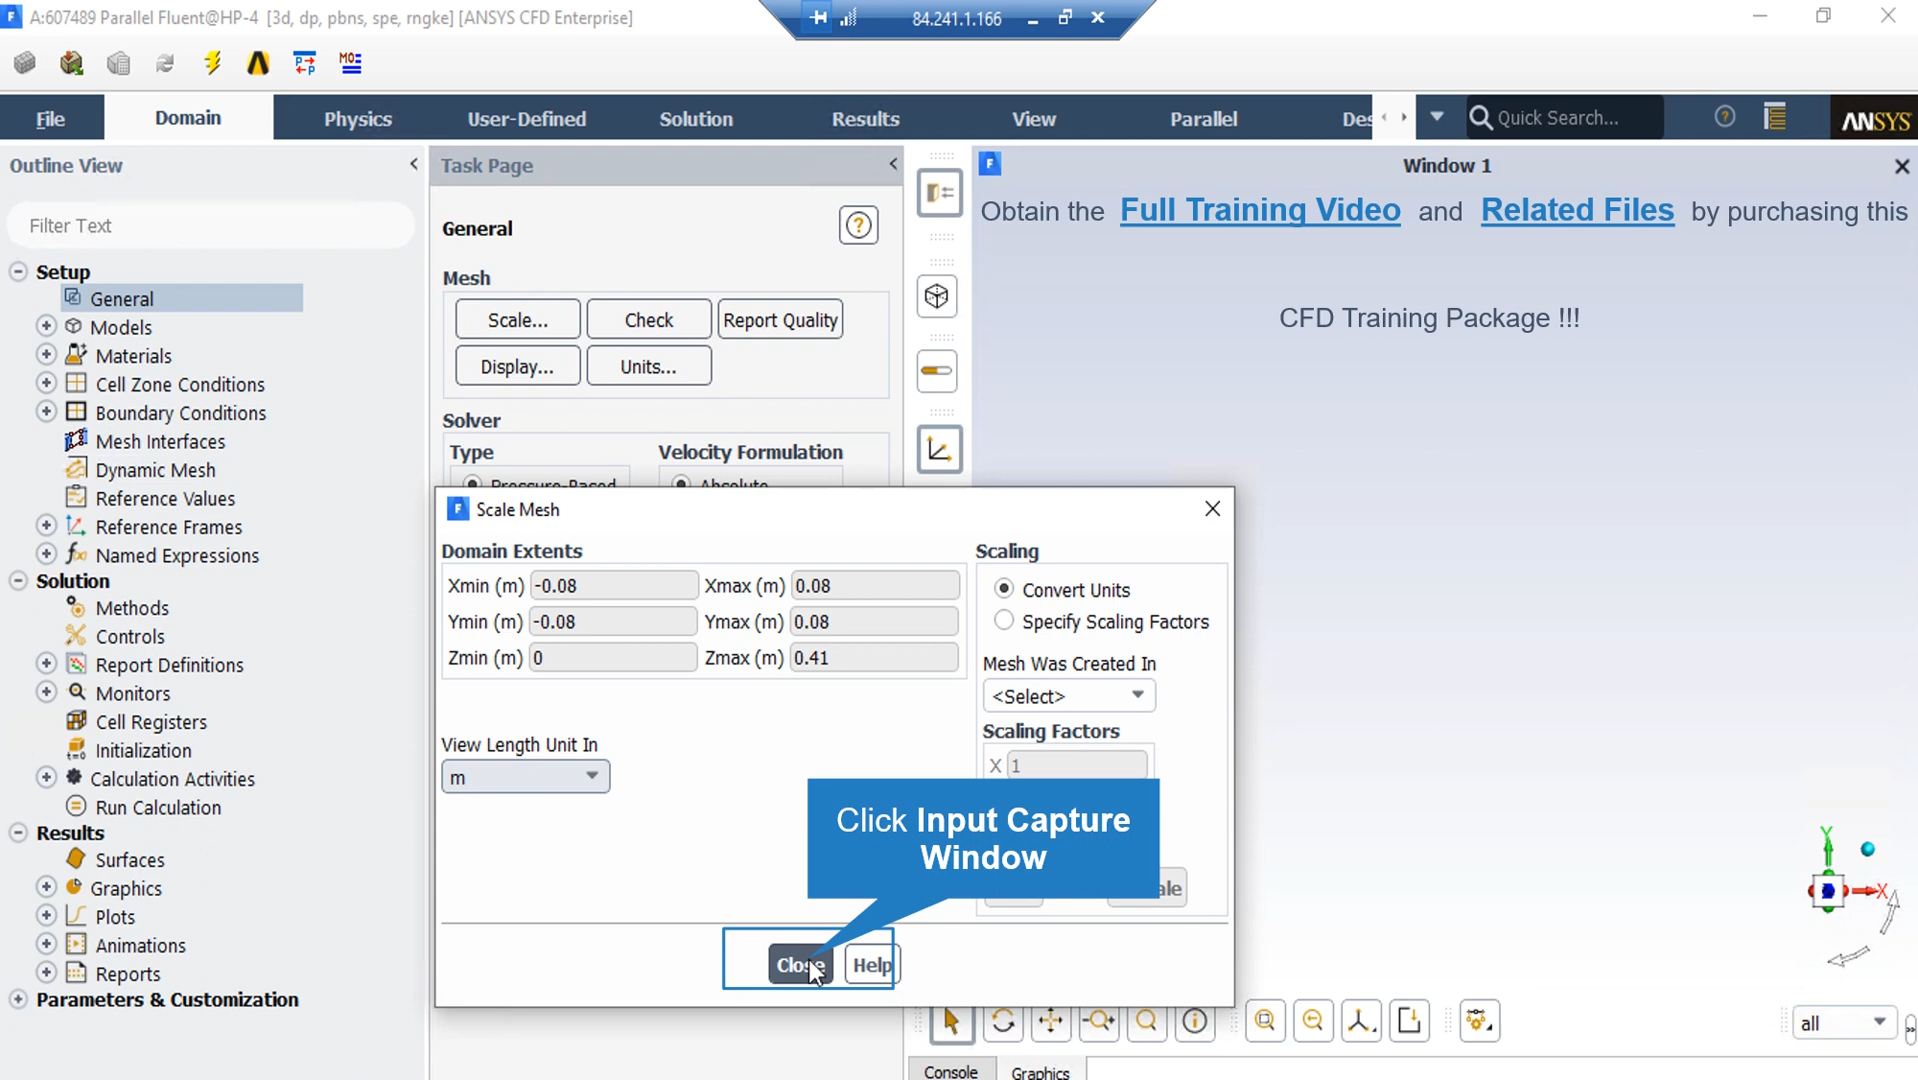 A:607489 Parallel Fluent@HP-4 [3d, dp, pbns, spe, rngke] [ANSYS CFD Enterprise]
84.241.1.166
File
Domain
Physics
User-Defined
Solution
Results
View
Parallel
Des
Quick Search...
ANSYS
Outline View
Filter Text
Setup
General
Models
Materials
Cell Zone Conditions
Boundary Conditions
Mesh Interfaces
Dynamic Mesh
Reference Values
Reference Frames
Named Expressions
Solution
Methods
Controls
Report Definitions
Monitors
Cell Registers
Initialization
Calculation Activities
Run Calculation
Results
Surfaces
Graphics
Plots
Animations
Reports
Parameters & Customization
Task Page
General
Mesh
Scale...
Check
Report Quality
Display...
Units...
Solver
Type
Velocity Formulation
Pressure-Based
Absolute
Window 1
Obtain the Full Training Video and Related Files by purchasing this
CFD Training Package !!!
Scale Mesh
Domain Extents
Xmin (m) -0.08
Xmax (m) 0.08
Ymin (m) -0.08
Ymax (m) 0.08
Zmin (m) 0
Zmax (m) 0.41
View Length Unit In
m
Scaling
Convert Units
Specify Scaling Factors
Mesh Was Created In
<Select>
Scaling Factors
X 1
Click Input Capture
Window
ale
Close
Help
Y
X
all
Console
Graphics